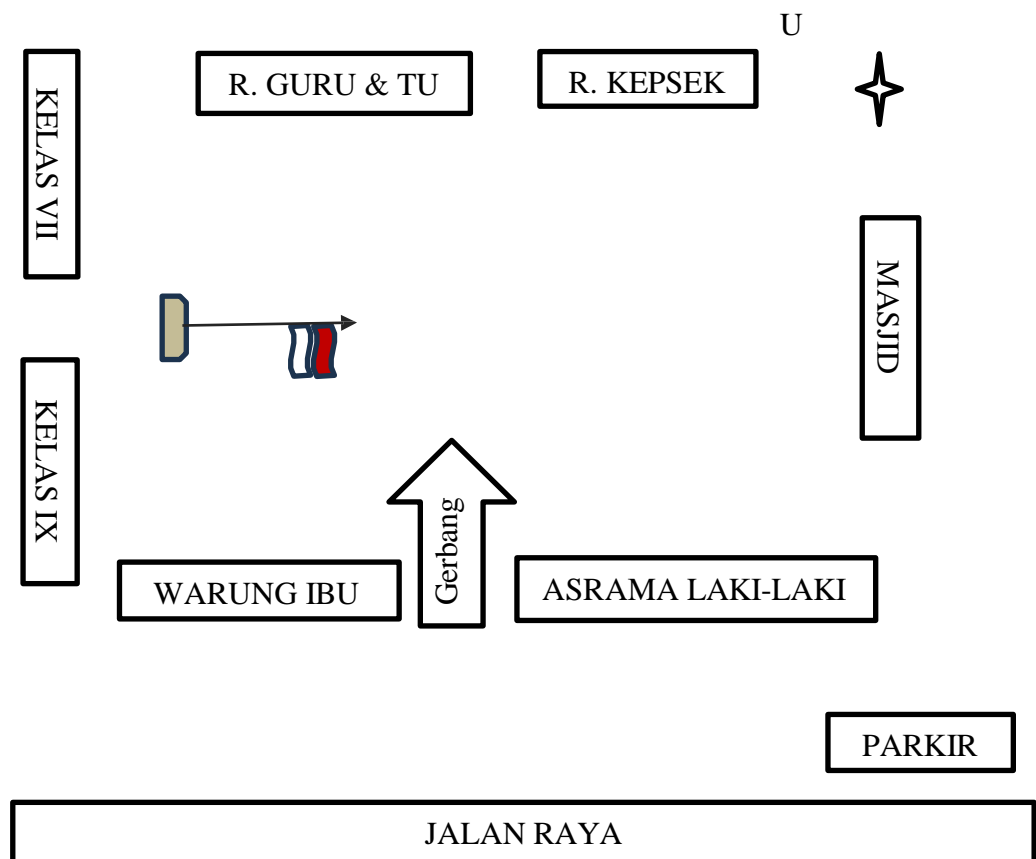 U
KELAS VII
R. GURU & TU
R. KEPSEK
MASJID
KELAS IX
Gerbang
WARUNG IBU
ASRAMA LAKI-LAKI
PARKIR
JALAN RAYA